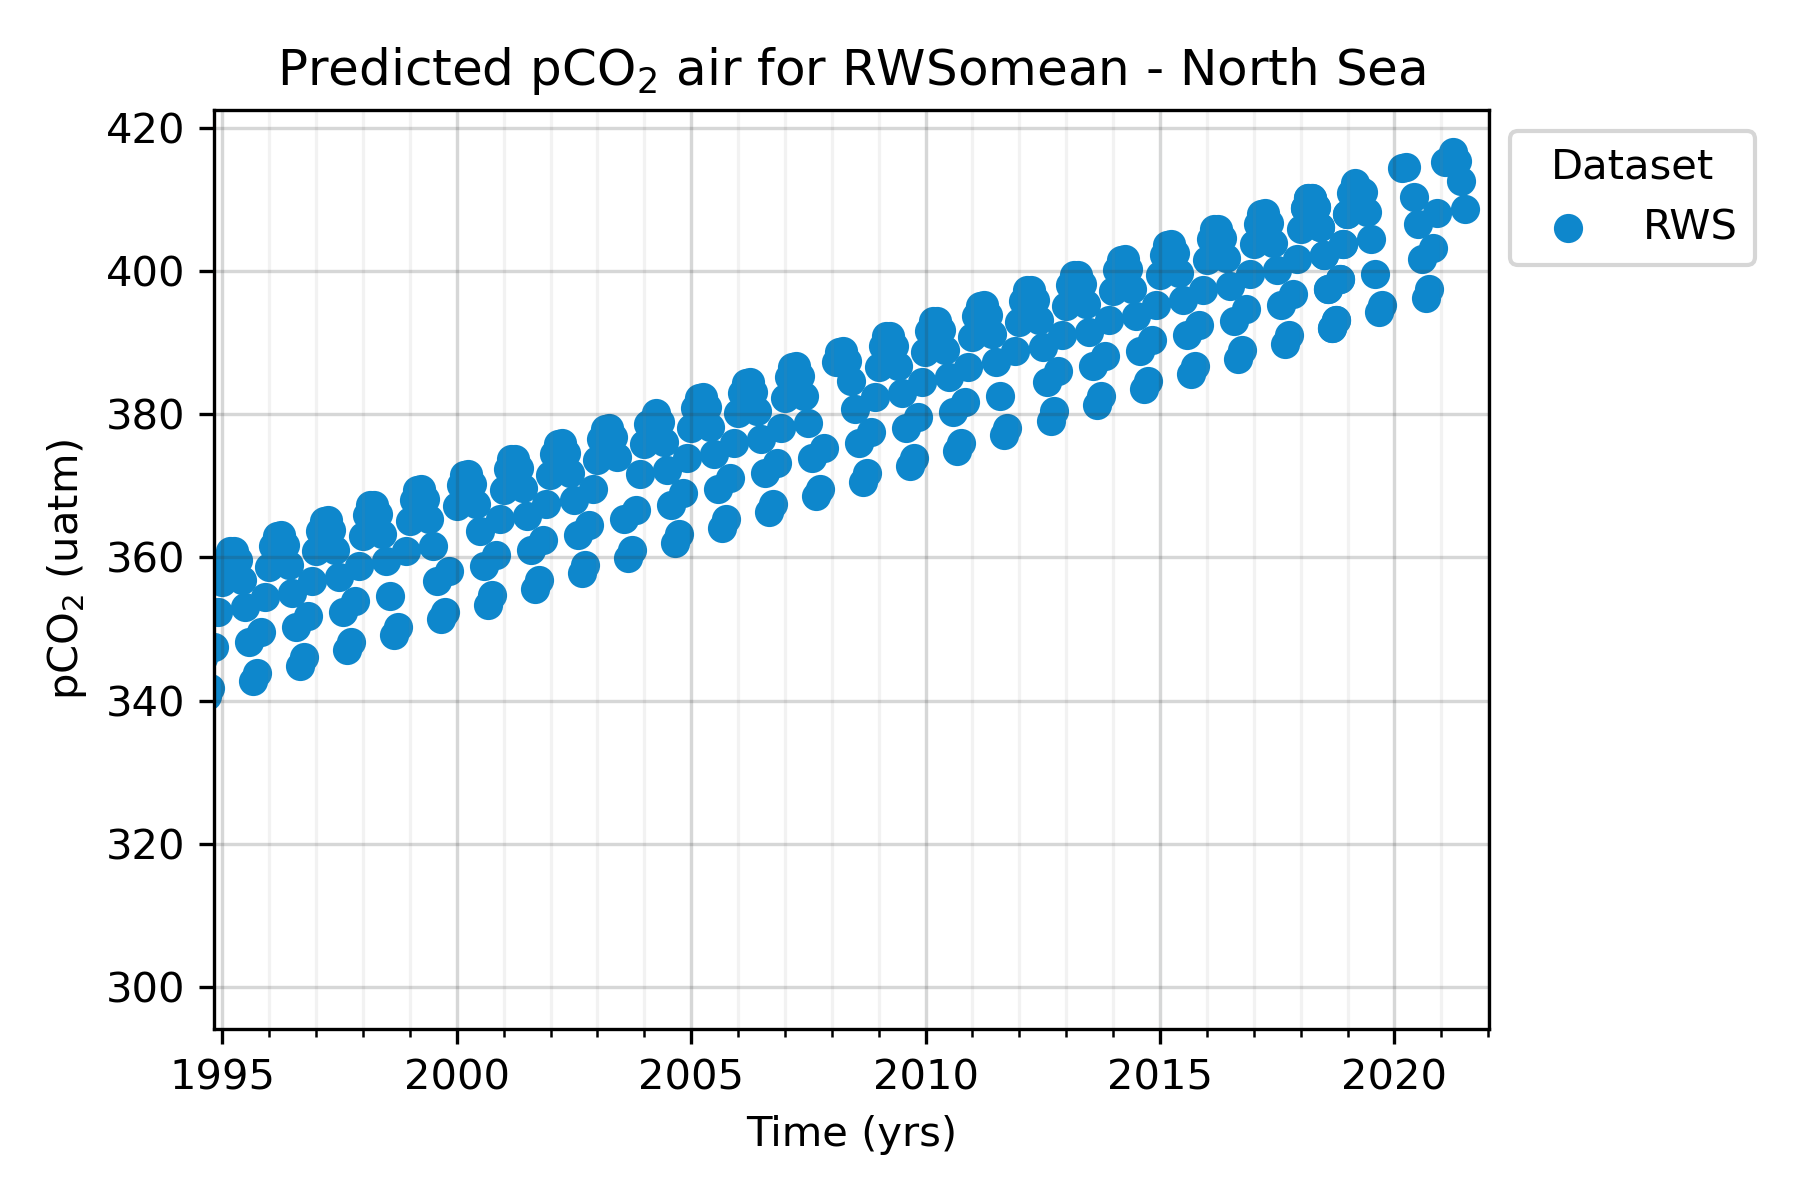 Predicted pCO₂ air for RWSomean - North Sea
420
400
380
360
340
320
300
pCO₂ (uatm)
1995 2000 2005 2010 2015 2020
Time (yrs)
Dataset
RWS